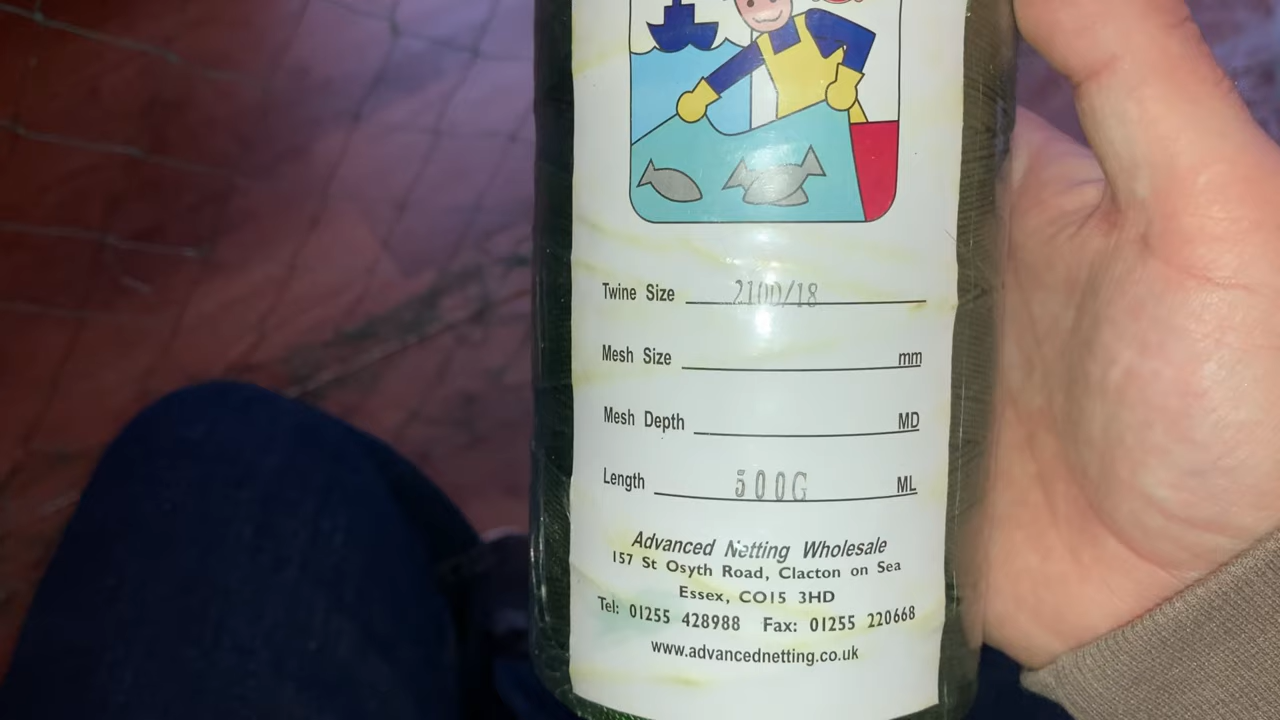 Twine Size 210D/18
Mesh Size mm
Mesh Depth MD
Length 500G ML
Advanced Netting Wholesale
157 St Osyth Road, Clacton on Sea
Essex, CO15 3HD
Tel: 01255 428988 Fax: 01255 220668
www.advancednetting.co.uk